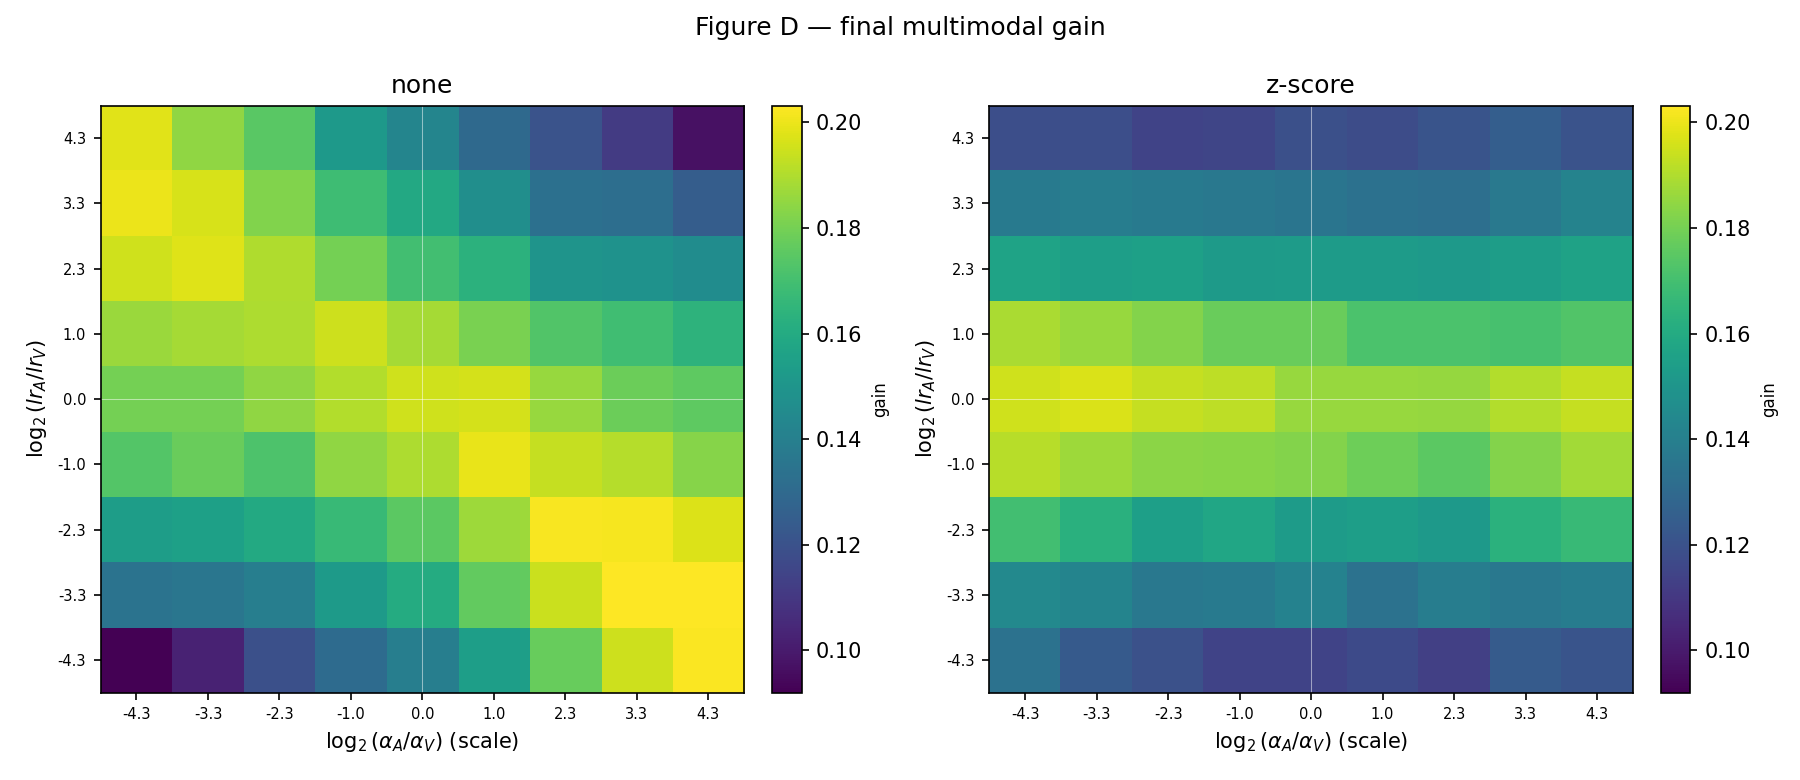 Figure D — final multimodal gain
none
log₂(lr_A/lr_V)
4.3
3.3
2.3
1.0
0.0
-1.0
-2.3
-3.3
-4.3
-4.3 -3.3 -2.3 -1.0 0.0 1.0 2.3 3.3 4.3
log₂(α_A/α_V) (scale)
0.20
0.18
0.16
0.14
0.12
0.10
gain
z-score
log₂(lr_A/lr_V)
4.3
3.3
2.3
1.0
0.0
-1.0
-2.3
-3.3
-4.3
-4.3 -3.3 -2.3 -1.0 0.0 1.0 2.3 3.3 4.3
log₂(α_A/α_V) (scale)
0.20
0.18
0.16
0.14
0.12
0.10
gain